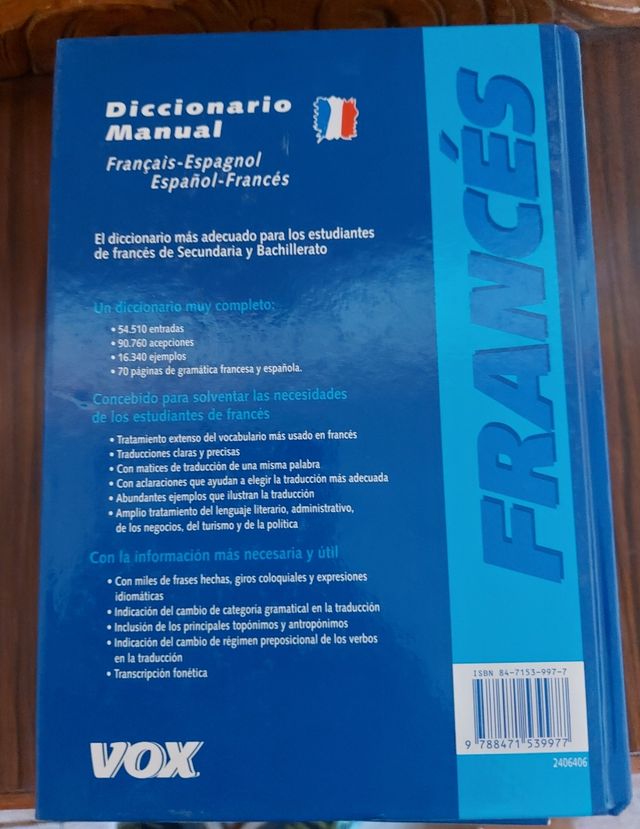 Diccionario
Manual
Français-Espagnol
Español-Francés
El diccionario más adecuado para los estudiantes
de francés de Secundaria y Bachillerato
Un diccionario muy completo:
• 54.510 entradas
• 90.760 acepciones
• 16.340 ejemplos
• 70 páginas de gramática francesa y española.
Concebido para solventar las necesidades
de los estudiantes de francés
• Tratamiento extenso del vocabulario más usado en francés
• Traducciones claras y precisas
• Con matices de traducción de una misma palabra
• Con aclaraciones que ayudan a elegir la traducción más adecuada
• Abundantes ejemplos que ilustran la traducción
• Amplio tratamiento del lenguaje literario, administrativo,
de los negocios, del turismo y de la política
Con la información más necesaria y útil
• Con miles de frases hechas, giros coloquiales y expresiones
idiomáticas
• Indicación del cambio de categoría gramatical en la traducción
• Inclusión de los principales topónimos y antropónimos
• Indicación del cambio de régimen preposicional de los verbos
en la traducción
• Transcripción fonética
VOX
FRANCÉS
ISBN 84-7153-997-7
9 788471 539977
2406406